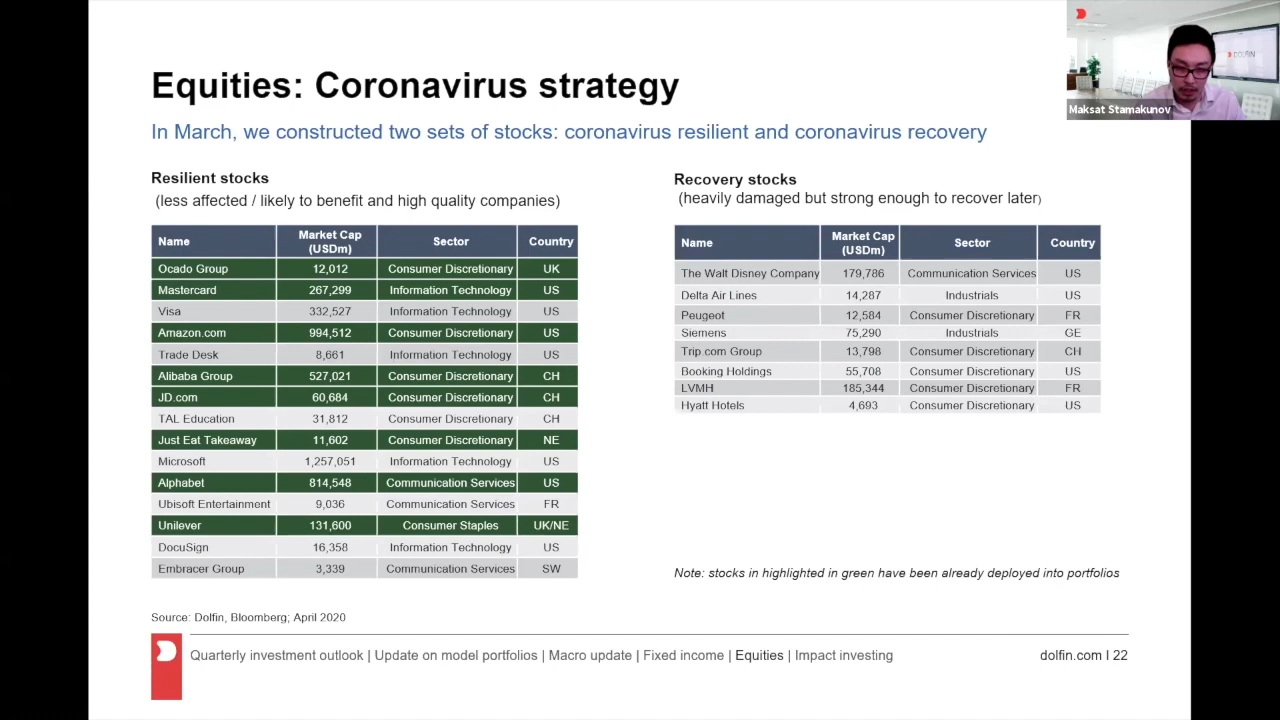 DOLFIN
Maksat Stamakunov
Equities: Coronavirus strategy
In March, we constructed two sets of stocks: coronavirus resilient and coronavirus recovery
Resilient stocks
(less affected / likely to benefit and high quality companies)
Name Market Cap (USDm) Sector Country
Ocado Group 12,012 Consumer Discretionary UK
Mastercard 267,299 Information Technology US
Visa 332,527 Information Technology US
Amazon.com 994,512 Consumer Discretionary US
Trade Desk 8,661 Information Technology US
Alibaba Group 527,021 Consumer Discretionary CH
JD.com 60,684 Consumer Discretionary CH
TAL Education 31,812 Consumer Discretionary CH
Just Eat Takeaway 11,602 Consumer Discretionary NE
Microsoft 1,257,051 Information Technology US
Alphabet 814,548 Communication Services US
Ubisoft Entertainment 9,036 Communication Services FR
Unilever 131,600 Consumer Staples UK/NE
DocuSign 16,358 Information Technology US
Embracer Group 3,339 Communication Services SW
Recovery stocks
(heavily damaged but strong enough to recover later)
Name Market Cap (USDm) Sector Country
The Walt Disney Company 179,786 Communication Services US
Delta Air Lines 14,287 Industrials US
Peugeot 12,584 Consumer Discretionary FR
Siemens 75,290 Industrials GE
Trip.com Group 13,798 Consumer Discretionary CH
Booking Holdings 55,708 Consumer Discretionary US
LVMH 185,344 Consumer Discretionary FR
Hyatt Hotels 4,693 Consumer Discretionary US
Note: stocks in highlighted in green have been already deployed into portfolios
Source: Dolfin, Bloomberg; April 2020
Quarterly investment outlook | Update on model portfolios | Macro update | Fixed income | Equities | Impact investing
dolfin.com I 22